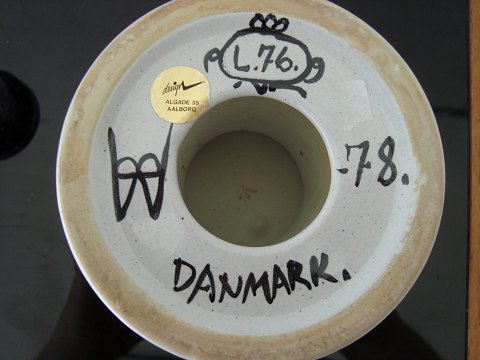 L.76.
design
ALGADE 35
AALBORG
-78.
DANMARK.